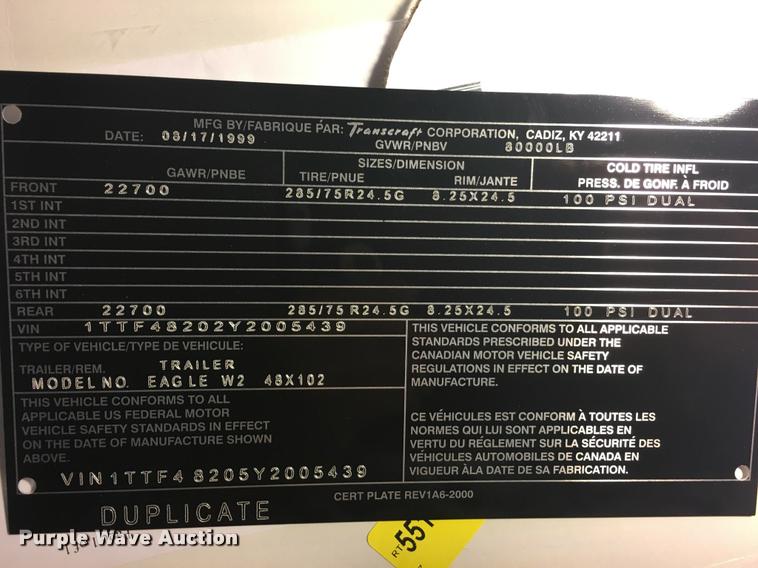 MFG BY/FABRIQUE PAR: Transcraft CORPORATION, CADIZ, KY 42211
DATE: 08/17/1999 GVWR/PNBV 80000LB
GAWR/PNBE SIZES/DIMENSION COLD TIRE INFL
TIRE/PNUE RIM/JANTE PRESS. DE GONF. À FROID
FRONT 22700 285/75R24.5G 8.25X24.5 100 PSI DUAL
1ST INT
2ND INT
3RD INT
4TH INT
5TH INT
6TH INT
REAR 22700 285/75R24.5G 8.25X24.5 100 PSI DUAL
VIN 1TTF48202Y2005439
TYPE OF VEHICLE/TYPE DE VEHICULE:
TRAILER/REM. TRAILER
MODEL NO. EAGLE W2 48X102
THIS VEHICLE CONFORMS TO ALL
APPLICABLE US FEDERAL MOTOR
VEHICLE SAFETY STANDARDS IN EFFECT
ON THE DATE OF MANUFACTURE SHOWN
ABOVE.
VIN1TTF48205Y2005439
THIS VEHICLE CONFORMS TO ALL APPLICABLE
STANDARDS PRESCRIBED UNDER THE
CANADIAN MOTOR VEHICLE SAFETY
REGULATIONS IN EFFECT ON THE DATE OF
MANUFACTURE.
CE VÉHICULES EST CONFORM À TOUTES LES
NORMES QUI LUI SONT APPLICABLES EN
VERTU DU RÉGLEMENT SUR LA SÉCURITÉ DES
VÉHICULES AUTOMOBILES DE CANADA EN
VIGUEUR À LA DATE DE SA FABRICATION.
CERT PLATE REV1A6-2000
DUPLICATE
Purple Wave Auction
RT 551